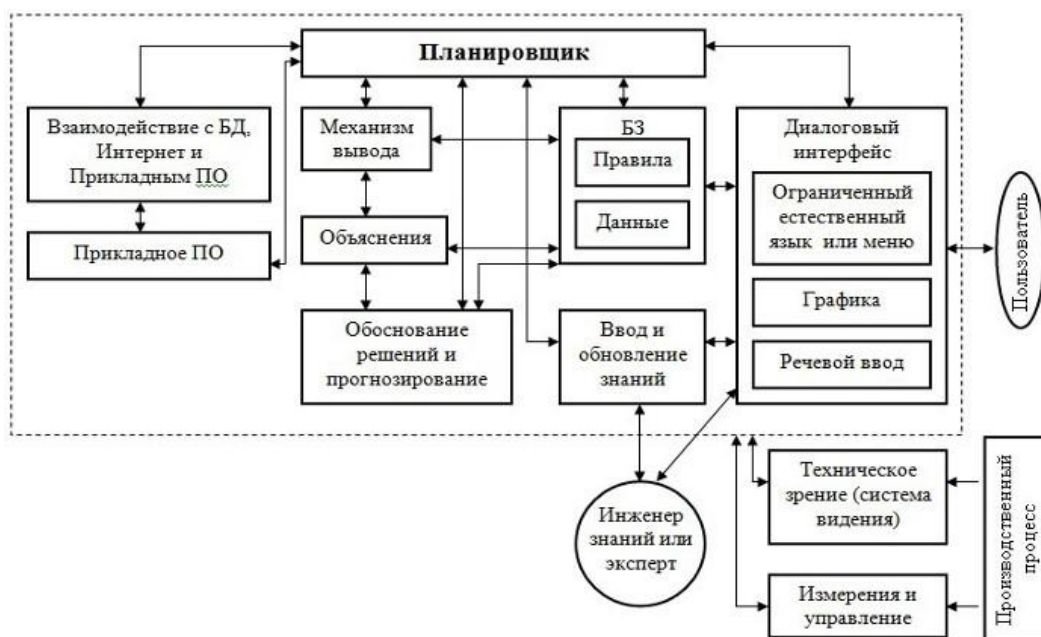 Планировщик
Взаимодействие с БД,
Интернет и
Прикладным ПО
Прикладное ПО
Механизм
вывода
Объяснения
Обоснование
решений и
прогнозирование
БЗ
Правила
Данные
Ввод и
обновление
знаний
Диалоговый
интерфейс
Ограниченный
естественный
язык или меню
Графика
Речевой ввод
Пользователь
Инженер
знаний или
эксперт
Техническое
зрение (система
видения)
Измерения и
управление
Производственный
процесс